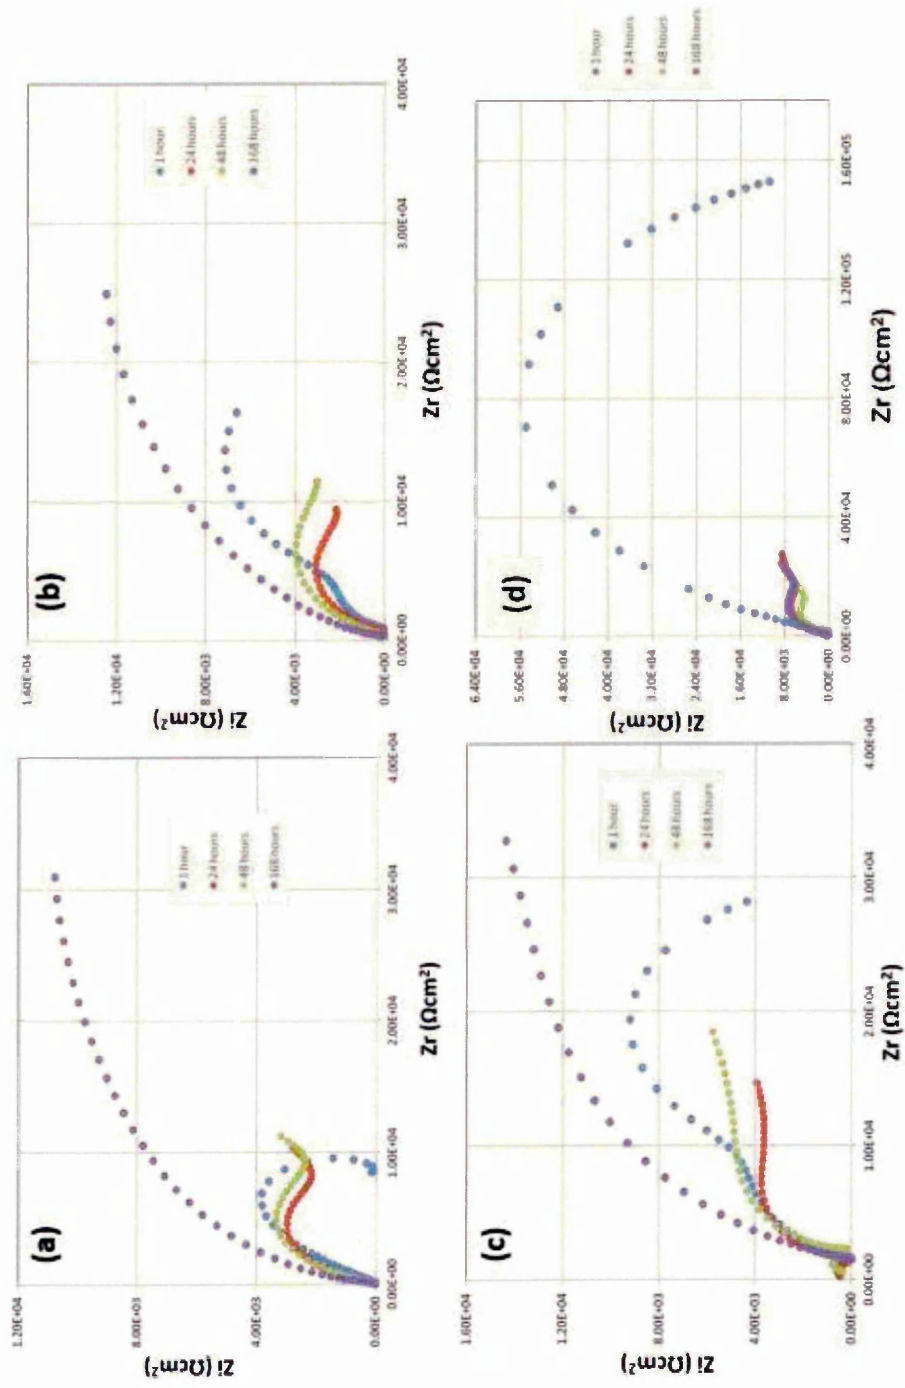 (a)
Zi (Ωcm²)
1.20E+04
8.00E+03
4.00E+03
0.00E+00
0.00E+00 1.00E+04 2.00E+04 3.00E+04 4.00E+04
Zr (Ωcm²)
1 hour
24 hours
48 hours
168 hours
(b)
Zi (Ωcm²)
1.60E+04
1.20E+04
8.00E+03
4.00E+03
0.00E+00
0.00E+00 1.00E+04 2.00E+04 3.00E+04 4.00E+04
Zr (Ωcm²)
1 hour
24 hours
48 hours
168 hours
(c)
Zi (Ωcm²)
1.60E+04
1.20E+04
8.00E+03
4.00E+03
0.00E+00
0.00E+00 1.00E+04 2.00E+04 3.00E+04 4.00E+04
Zr (Ωcm²)
1 hour
24 hours
48 hours
168 hours
(d)
Zi (Ωcm²)
6.40E+04
5.60E+04
4.80E+04
4.00E+04
3.20E+04
2.40E+04
1.60E+04
8.00E+03
0.00E+00
0.00E+00 4.00E+04 8.00E+04 1.20E+05 1.60E+05
Zr (Ωcm²)
1 hour
24 hours
48 hours
168 hours